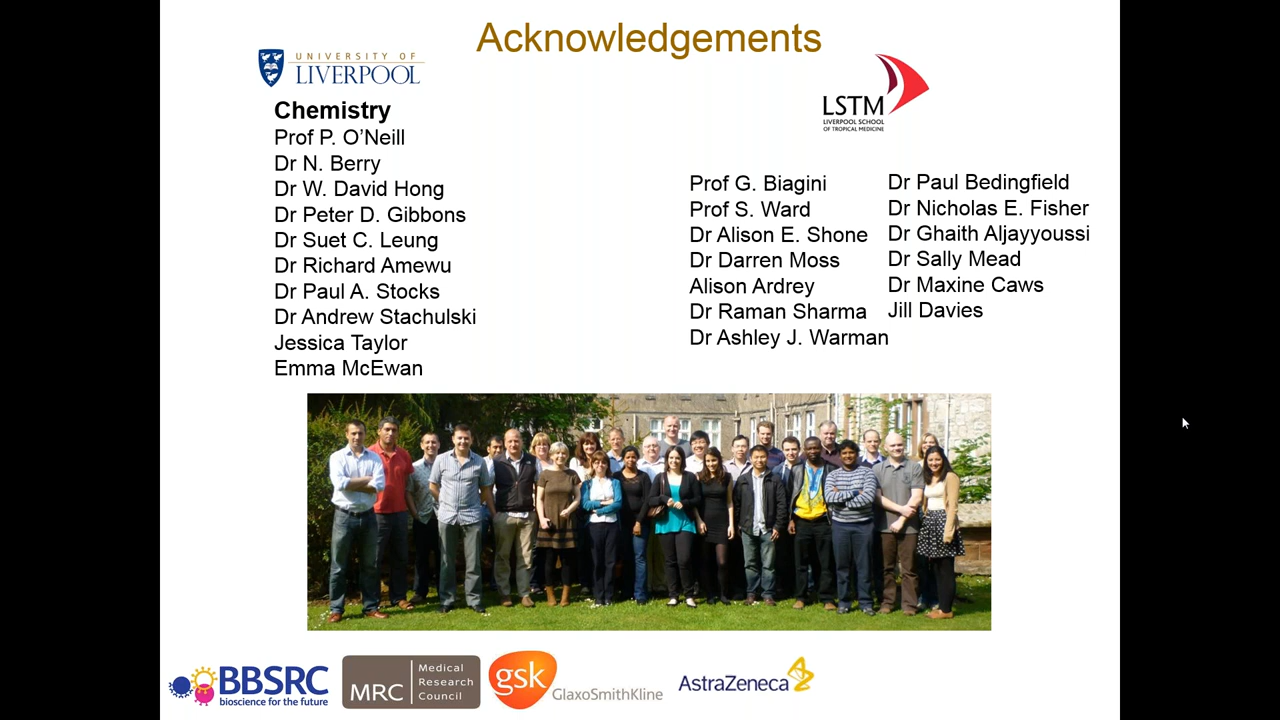 Acknowledgements
UNIVERSITY OF
LIVERPOOL
Chemistry
Prof P. O’Neill
Dr N. Berry
Dr W. David Hong
Dr Peter D. Gibbons
Dr Suet C. Leung
Dr Richard Amewu
Dr Paul A. Stocks
Dr Andrew Stachulski
Jessica Taylor
Emma McEwan
LSTM
LIVERPOOL SCHOOL
OF TROPICAL MEDICINE
Prof G. Biagini
Prof S. Ward
Dr Alison E. Shone
Dr Darren Moss
Alison Ardrey
Dr Raman Sharma
Dr Ashley J. Warman
Dr Paul Bedingfield
Dr Nicholas E. Fisher
Dr Ghaith Aljayyoussi
Dr Sally Mead
Dr Maxine Caws
Jill Davies
BBSRC
bioscience for the future
MRC
Medical
Research
Council
gsk
GlaxoSmithKline
AstraZeneca